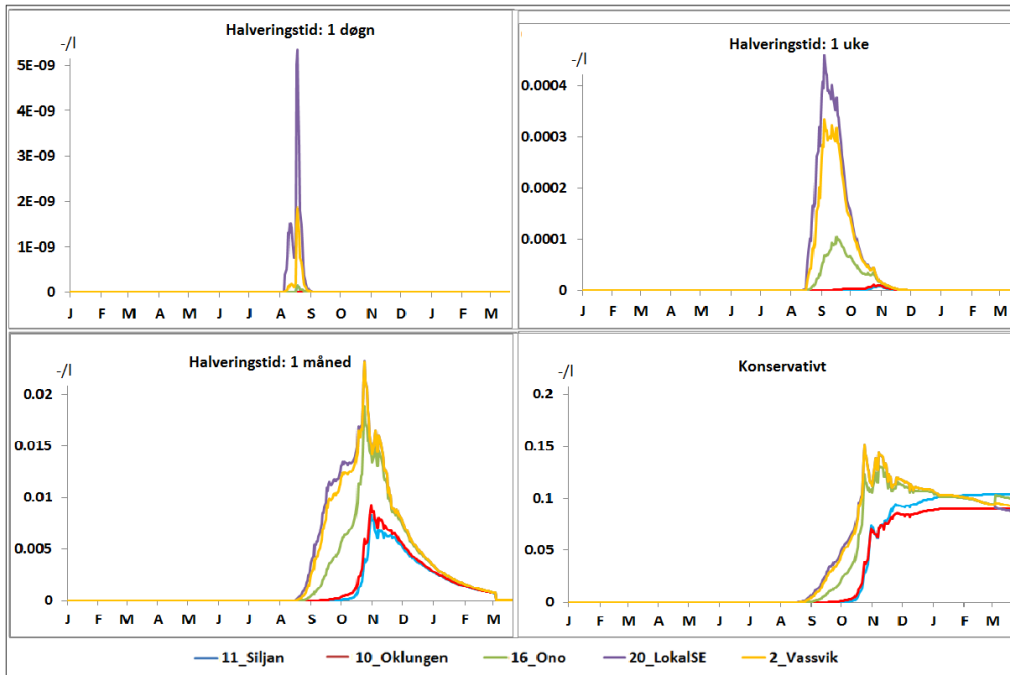 Halveringstid: 1 døgn
-/l
5E-09
4E-09
3E-09
2E-09
1E-09
0
J F M A M J J A S O N D J F M
Halveringstid: 1 uke
-/l
0.0004
0.0003
0.0002
0.0001
0
J F M A M J J A S O N D J F M
Halveringstid: 1 måned
-/l
0.02
0.015
0.01
0.005
0
J F M A M J J A S O N D J F M
Konservativt
-/l
0.2
0.15
0.1
0.05
0
J F M A M J J A S O N D J F M
11_Siljan 10_Oklungen 16_Ono 20_LokalSE 2_Vassvik